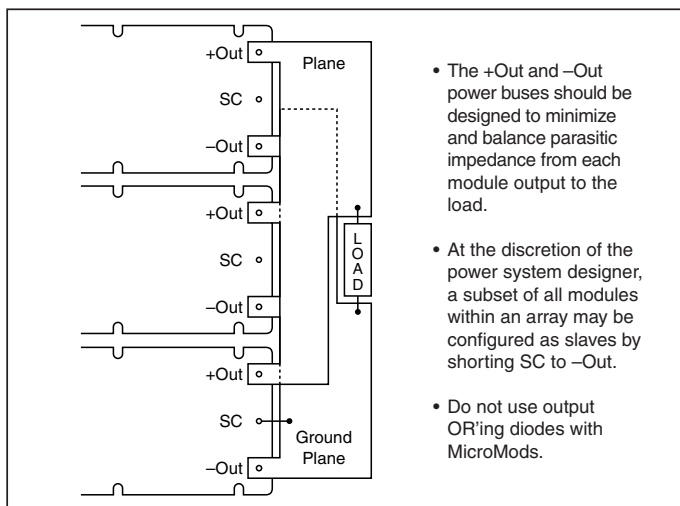 +Out
Plane
SC
–Out
+Out
SC
–Out
LOAD
+Out
SC
Ground
Plane
–Out
• The +Out and –Out
power buses should be
designed to minimize
and balance parasitic
impedance from each
module output to the
load.
• At the discretion of the
power system designer,
a subset of all modules
within an array may be
configured as slaves by
shorting SC to –Out.
• Do not use output
OR'ing diodes with
MicroMods.